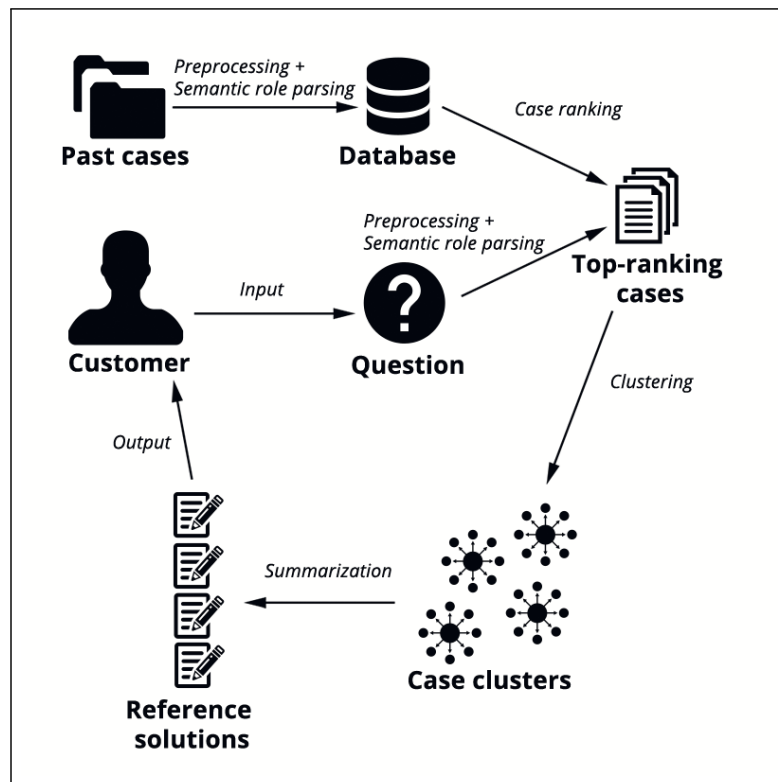 Preprocessing +
Semantic role parsing
Case ranking
Past cases
Database
Preprocessing +
Semantic role parsing
Top-ranking
cases
Input
Customer
Question
Clustering
Output
Summarization
Case clusters
Reference
solutions